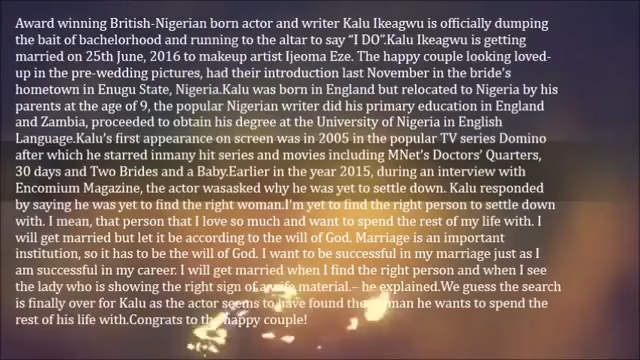 Award winning British-Nigerian born actor and writer Kalu Ikeagwu is officially dumping
the bait of bachelorhood and running to the altar to say “I DO”.Kalu Ikeagwu is getting
married on 25th June, 2016 to makeup artist Ijeoma Eze. The happy couple looking loved-
up in the pre-wedding pictures, had their introduction last November in the bride’s
hometown in Enugu State, Nigeria.Kalu was born in England but relocated to Nigeria by his
parents at the age of 9, the popular Nigerian writer did his primary education in England
and Zambia, proceeded to obtain his degree at the University of Nigeria in English
Language.Kalu’s first appearance on screen was in 2005 in the popular TV series Domino
after which he starred inmany hit series and movies including MNet’s Doctors’ Quarters,
30 days and Two Brides and a Baby.Earlier in the year 2015, during an interview with
Encomium Magazine, the actor wasasked why he was yet to settle down. Kalu responded
by saying he was yet to find the right woman.I’m yet to find the right person to settle down
with. I mean, that person that I love so much and want to spend the rest of my life with. I
will get married but let it be according to the will of God. Marriage is an important
institution, so it has to be the will of God. I want to be successful in my marriage just as I
am successful in my career. I will get married when I find the right person and when I see
the lady who is showing the right sign of a wife material.– he explained.We guess the search
is finally over for Kalu as the actor seems to have found the woman he wants to spend the
rest of his life with.Congrats to the happy couple!